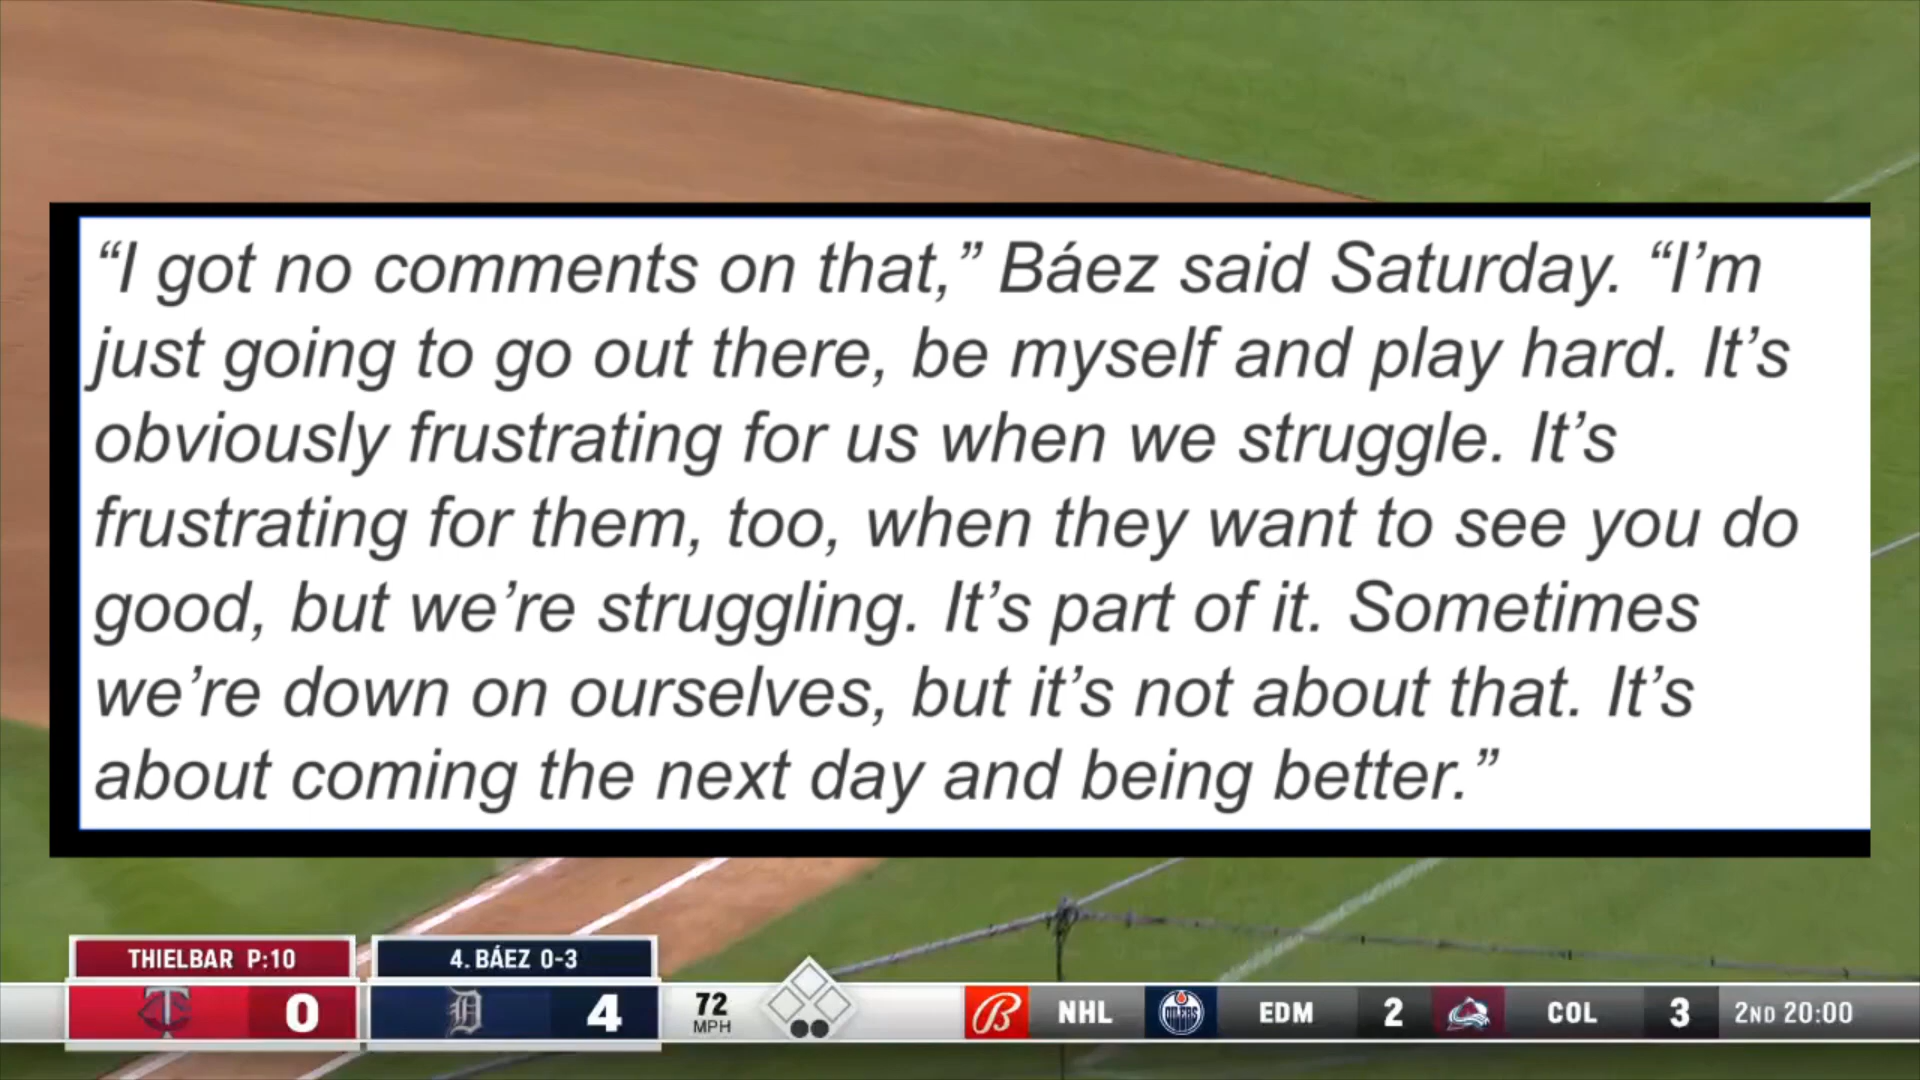 “I got no comments on that,” Báez said Saturday. “I’m
just going to go out there, be myself and play hard. It’s
obviously frustrating for us when we struggle. It’s
frustrating for them, too, when they want to see you do
good, but we’re struggling. It’s part of it. Sometimes
we’re down on ourselves, but it’s not about that. It’s
about coming the next day and being better.”
THIELBAR P:10
4. BÁEZ 0-3
TC 0 D 4 72 MPH B NHL OILERS EDM 2 COL 3 2ND 20:00